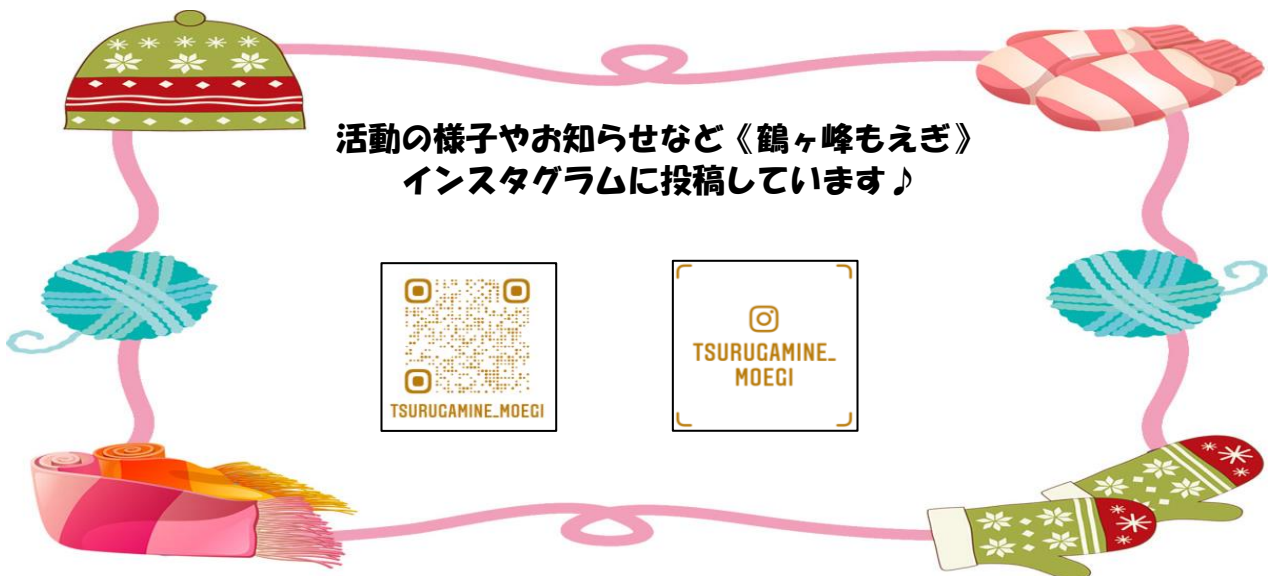 活動の様子やお知らせなど《鶴ヶ峰もえぎ》
インスタグラムに投稿しています♪
TSURUGAMINE_MOEGI
TSURUGAMINE_
MOEGI